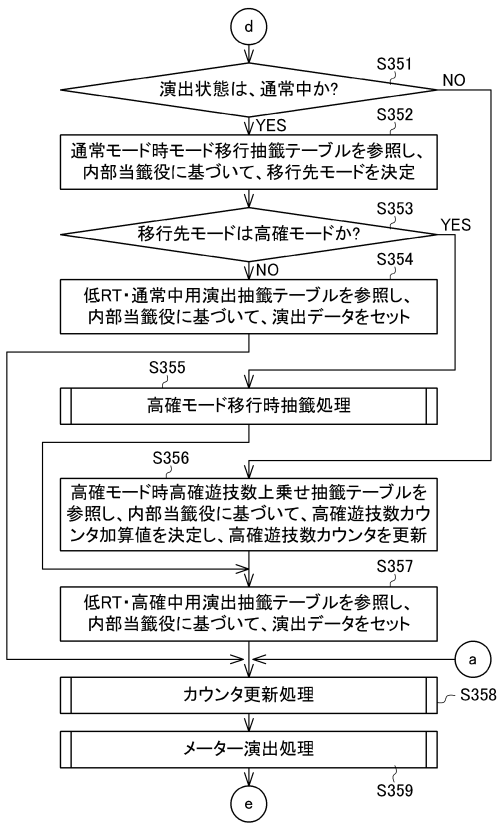 d
S351
演出状態は、通常中か?
NO
YES
S352
通常モード時モード移行抽籤テーブルを参照し、
内部当籤役に基づいて、移行先モードを決定
S353
移行先モードは高確モードか?
YES
NO
S354
低RT・通常中用演出抽籤テーブルを参照し、
内部当籤役に基づいて、演出データをセット
S355
高確モード移行時抽籤処理
S356
高確モード時高確遊技数上乗せ抽籤テーブルを
参照し、内部当籤役に基づいて、高確遊技数カウ
ンタ加算値を決定し、高確遊技数カウンタを更新
S357
低RT・高確中用演出抽籤テーブルを参照し、
内部当籤役に基づいて、演出データをセット
a
カウンタ更新処理
S358
メーター演出処理
S359
e